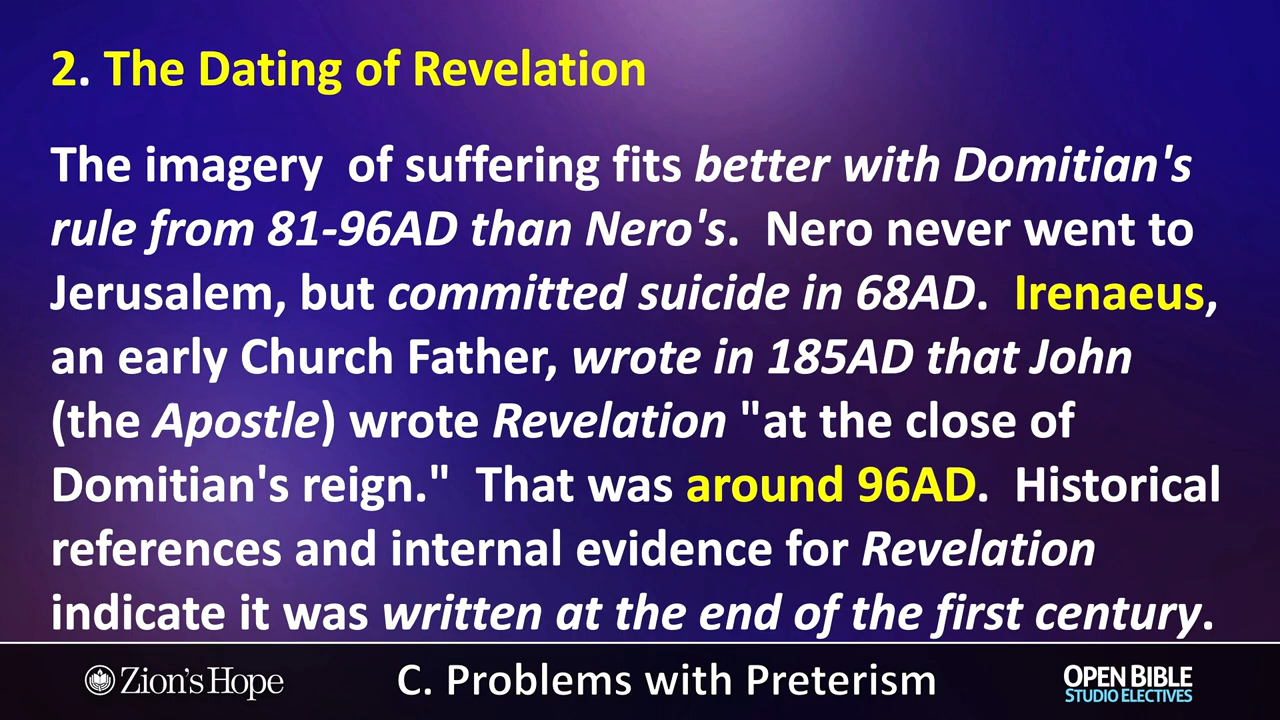 2. The Dating of Revelation
The imagery  of suffering fits better with Domitian's
rule from 81-96AD than Nero's.  Nero never went to
Jerusalem, but committed suicide in 68AD.  Irenaeus,
an early Church Father, wrote in 185AD that John
(the Apostle) wrote Revelation "at the close of
Domitian's reign."  That was around 96AD.  Historical
references and internal evidence for Revelation
indicate it was written at the end of the first century.
Zion's Hope
C. Problems with Preterism
OPEN BIBLE
STUDIO ELECTIVES